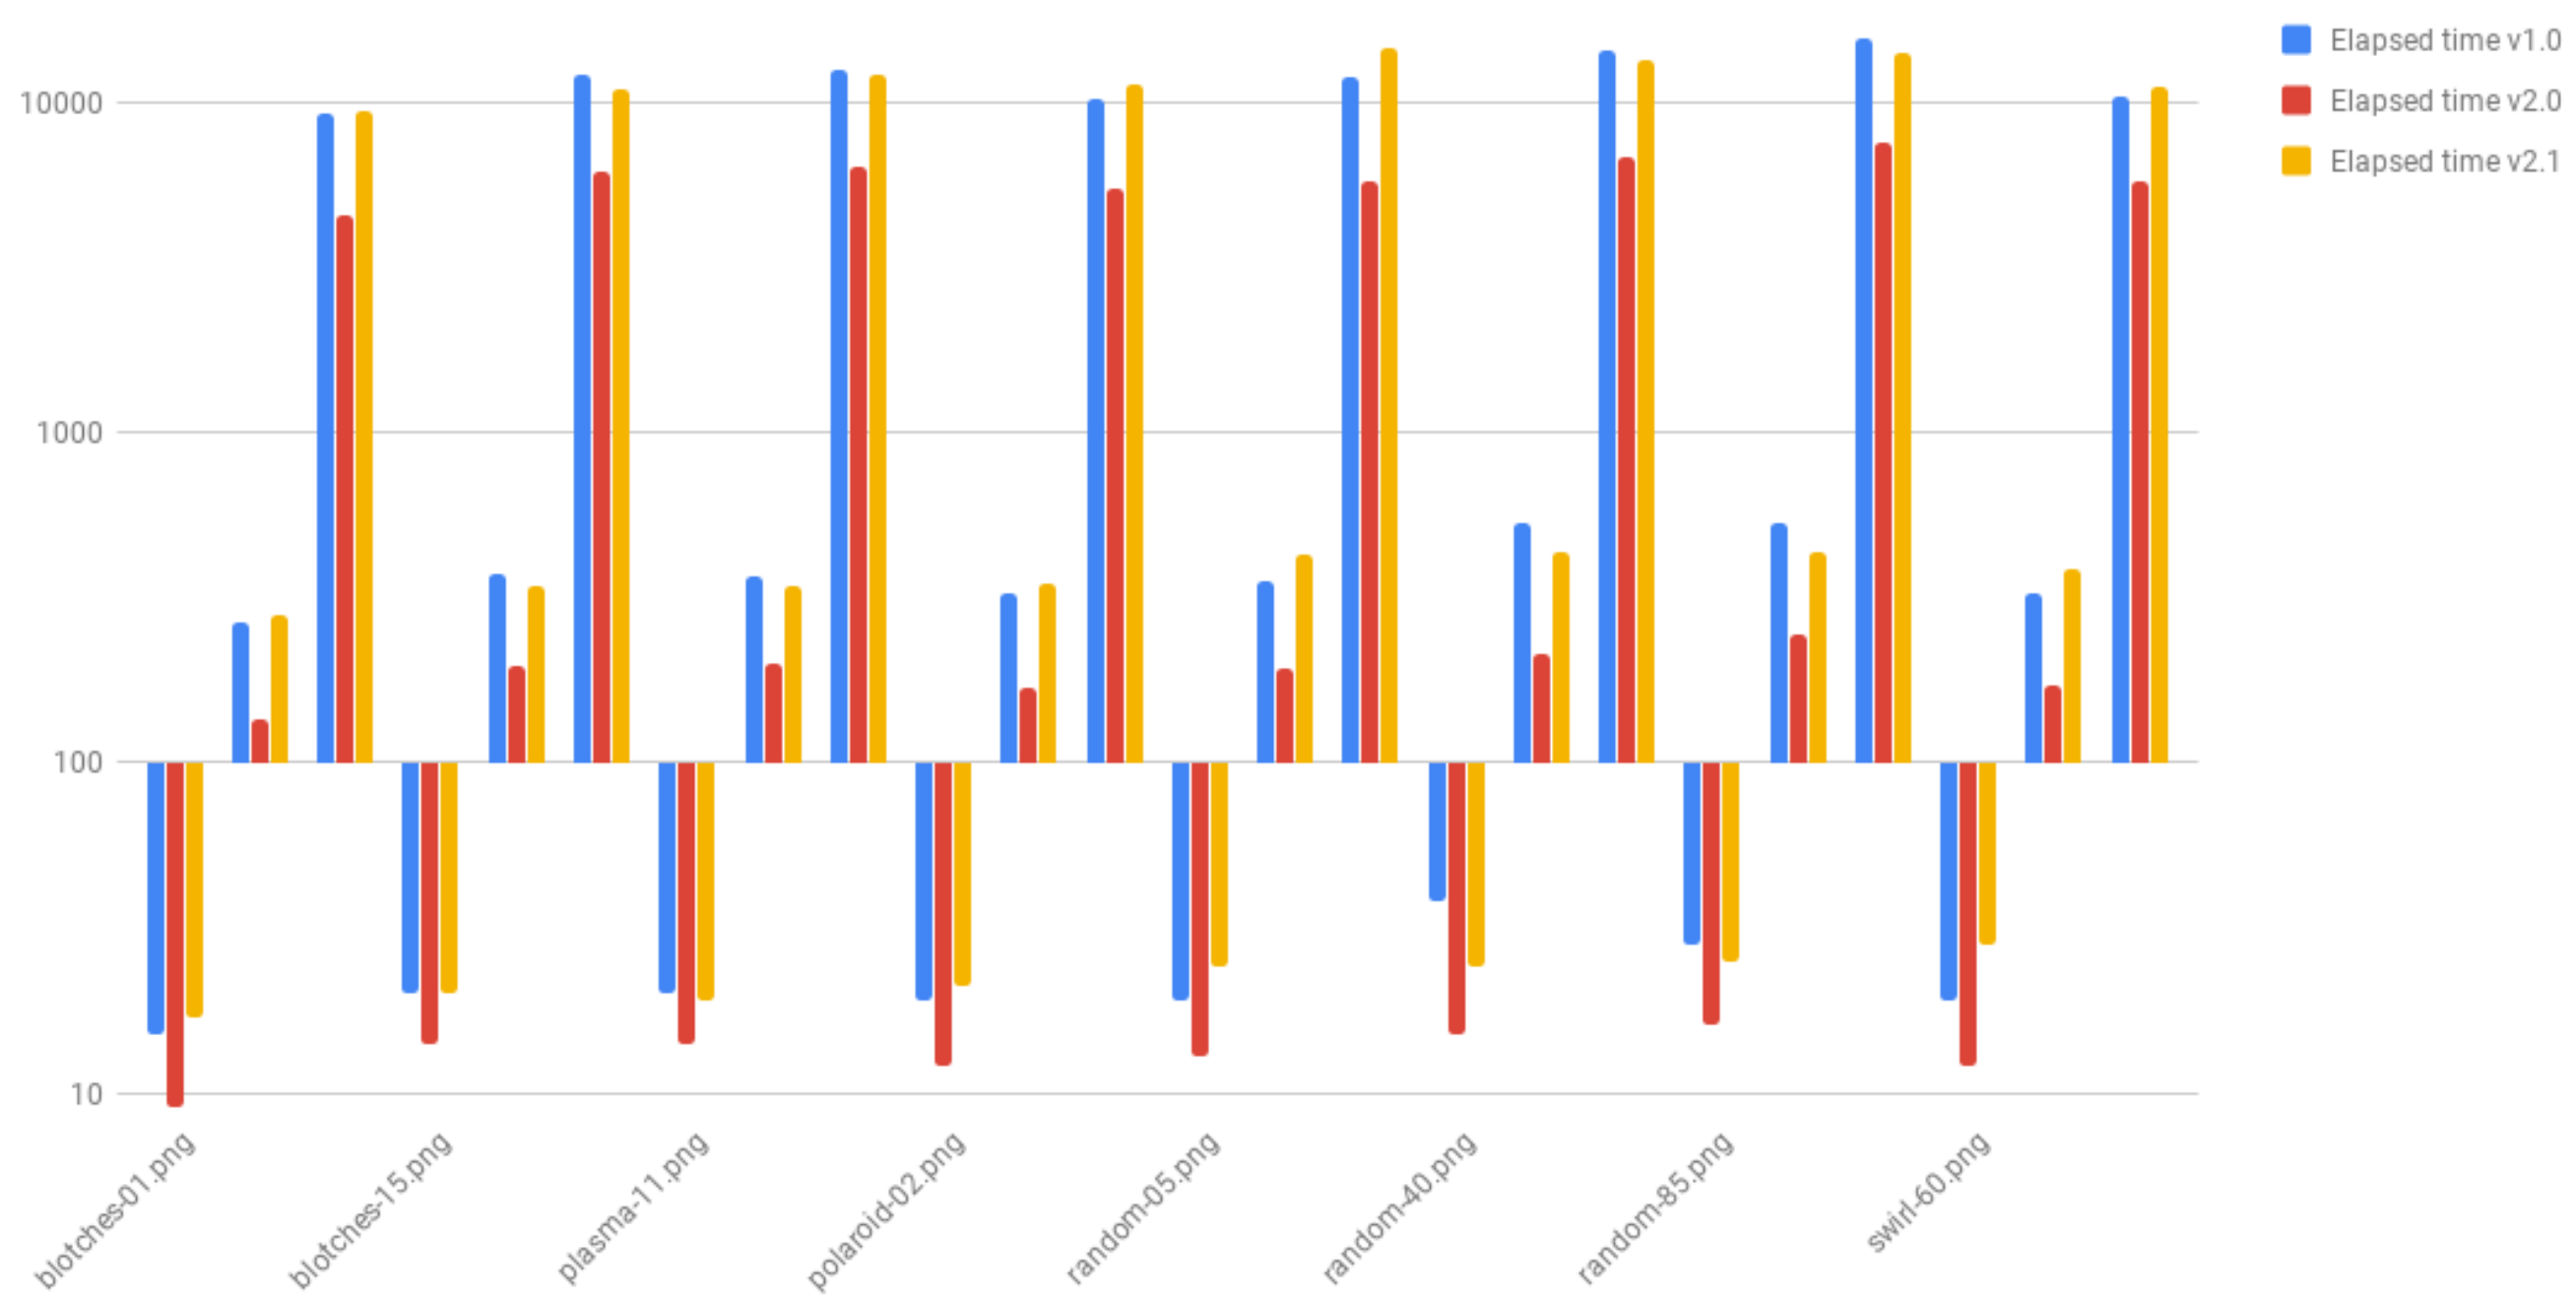 Elapsed time v1.0
Elapsed time v2.0
Elapsed time v2.1
10000
1000
100
10
blotches-01.png
blotches-15.png
plasma-11.png
polaroid-02.png
random-05.png
random-40.png
random-85.png
swirl-60.png